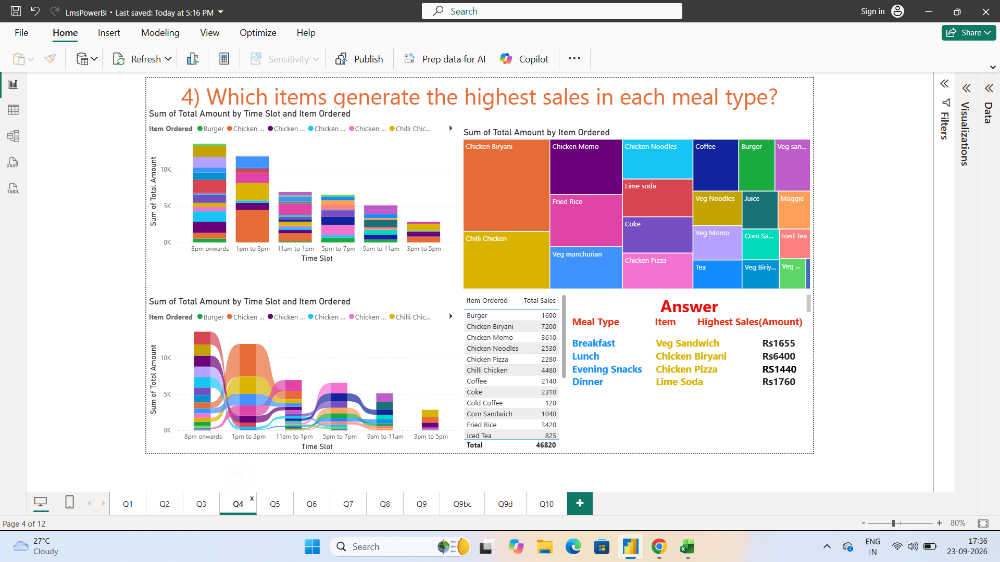 LmsPowerBi • Last saved: Today at 5:16 PM
Search
Sign in
File Home Insert Modeling View Optimize Help
Share
Refresh
Sensitivity
Publish
Prep data for AI
Copilot
DAX
TMDL
Filters
Visualizations
Data
4) Which items generate the highest sales in each meal type?
Sum of Total Amount by Time Slot and Item Ordered
Item Ordered Burger Chicken ... Chicken ... Chicken ... Chicken ... Chilli Chic...
Sum of Total Amount
10K
5K
0K
8pm onwards 1pm to 3pm 11am to 1pm 5pm to 7pm 9am to 11am 3pm to 5pm
Time Slot
Sum of Total Amount by Item Ordered
Chicken Biryani
Chilli Chicken
Chicken Momo
Fried Rice
Veg manchurian
Chicken Noodles
Lime soda
Coke
Chicken Pizza
Coffee
Burger
Veg san...
Veg Noodles
Juice
Maggie
Veg Momo
Corn Sa...
Iced Tea
Tea
Veg Biriy...
Veg ...
Sum of Total Amount by Time Slot and Item Ordered
Item Ordered Burger Chicken ... Chicken ... Chicken ... Chicken ... Chilli Chic...
Sum of Total Amount
10K
5K
0K
8pm onwards 1pm to 3pm 11am to 1pm 5pm to 7pm 9am to 11am 3pm to 5pm
Time Slot
Item Ordered Total Sales
Burger 1690
Chicken Biryani 7200
Chicken Momo 3610
Chicken Noodles 2530
Chicken Pizza 2280
Chilli Chicken 4480
Coffee 2140
Coke 2310
Cold Coffee 120
Corn Sandwich 1040
Fried Rice 3420
Iced Tea 825
Total 46820
Answer
Meal Type Item Highest Sales(Amount)
Breakfast Veg Sandwich Rs1655
Lunch Chicken Biryani Rs6400
Evening Snacks Chicken Pizza RS1440
Dinner Lime Soda Rs1760
Q4
Q1 Q2 Q3 Q4 x Q5 Q6 Q7 Q8 Q9 Q9bc Q9d Q10 +
Page 4 of 12
- + 80%
27°C
Cloudy
Search
ENG
IN
17:36
23-09-2026